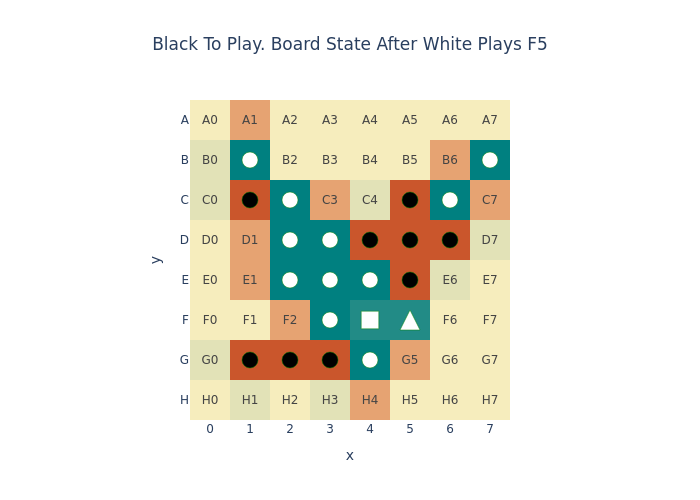 Black To Play. Board State After White Plays F5
A A0 A1 A2 A3 A4 A5 A6 A7
B B0 B2 B3 B4 B5 B6
C C0 C3 C4 C7
D D0 D1 D7
y
E E0 E1 E6 E7
F F0 F1 F2 F6 F7
G G0 G5 G6 G7
H H0 H1 H2 H3 H4 H5 H6 H7
0 1 2 3 4 5 6 7
x